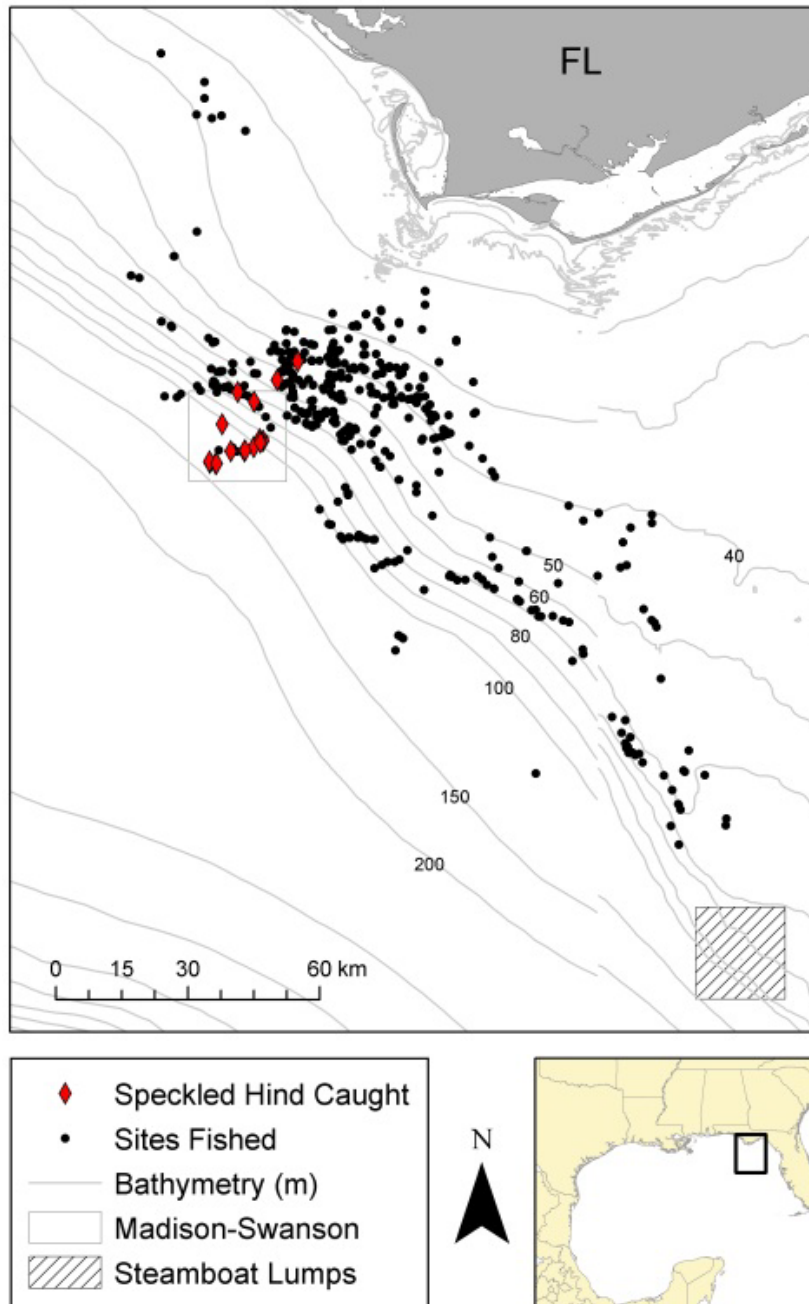 FL
40
50
60
80
100
150
200
0 15 30 60 km
Speckled Hind Caught
Sites Fished
Bathymetry (m)
Madison-Swanson
Steamboat Lumps
N